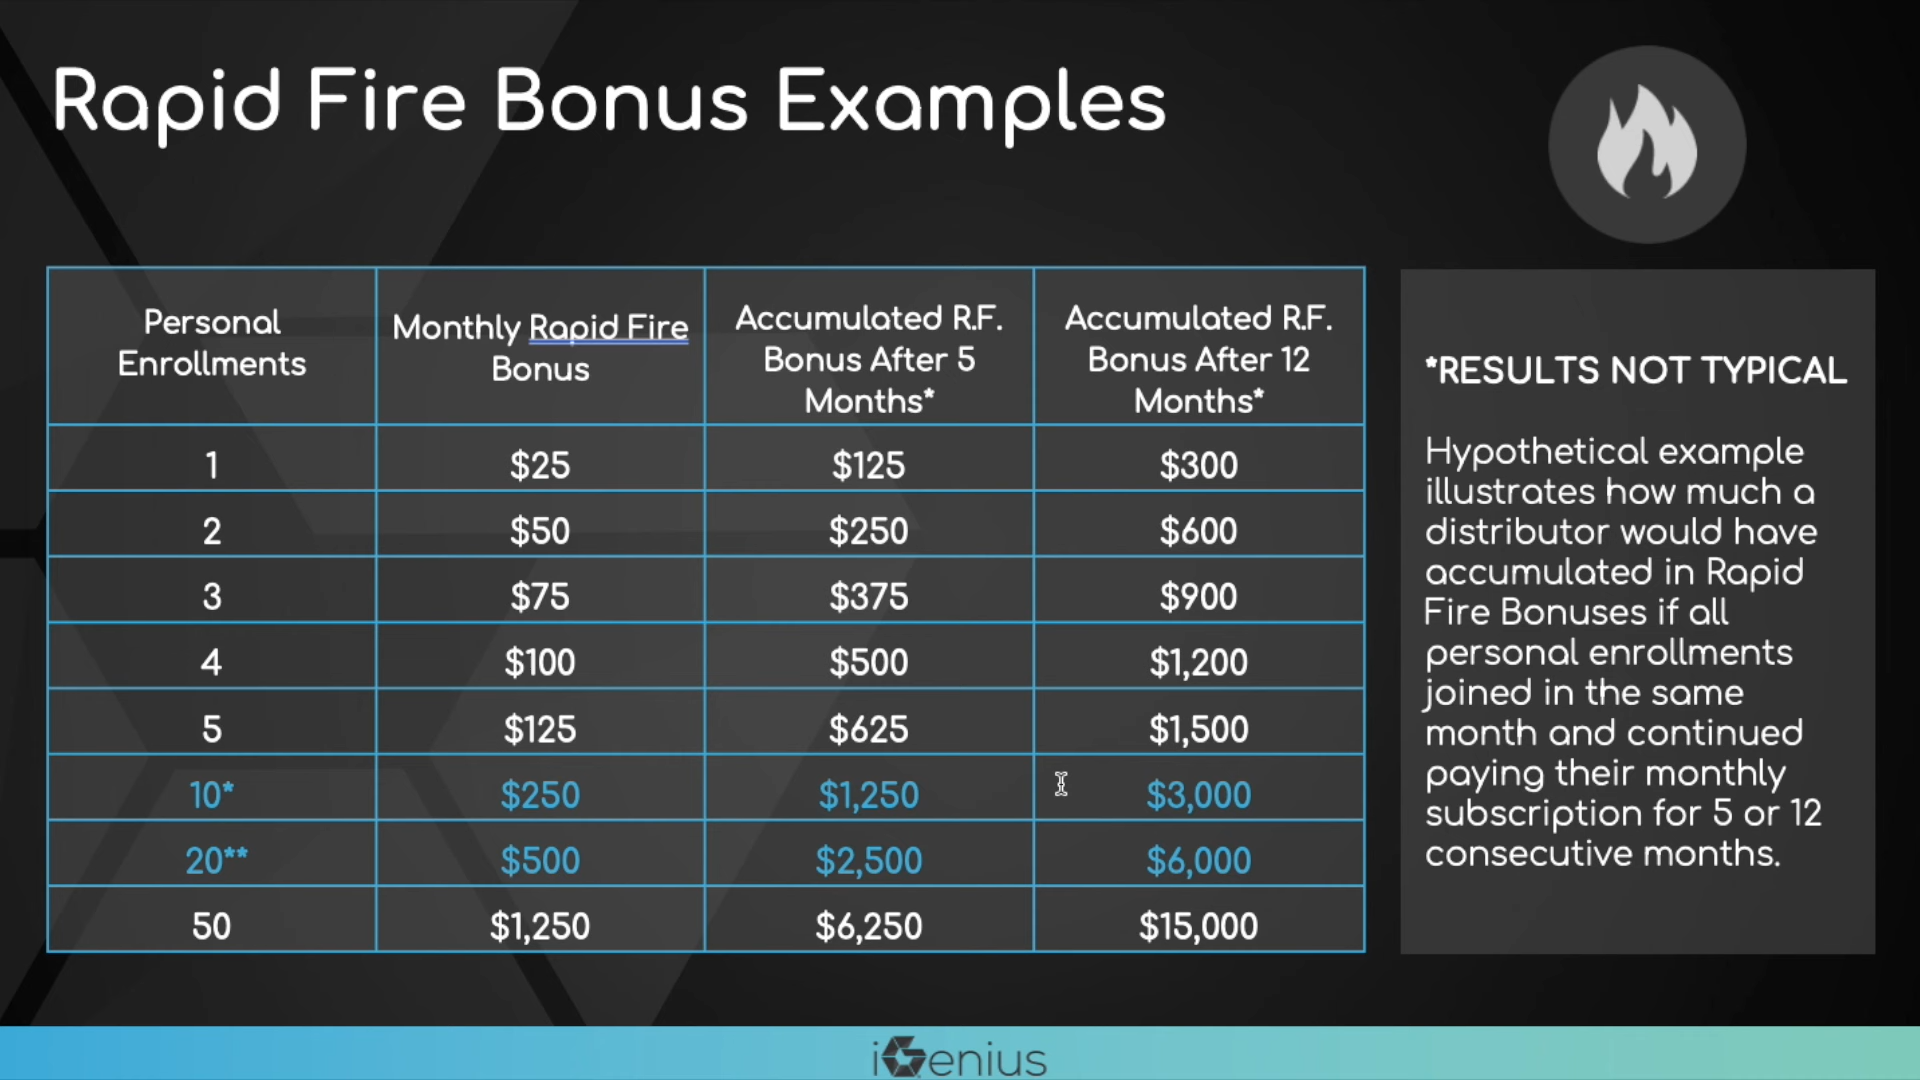 Rapid Fire Bonus Examples
Personal Enrollments
Monthly Rapid Fire Bonus
Accumulated R.F. Bonus After 5 Months*
Accumulated R.F. Bonus After 12 Months*
1 $25 $125 $300
2 $50 $250 $600
3 $75 $375 $900
4 $100 $500 $1,200
5 $125 $625 $1,500
10* $250 $1,250 $3,000
20** $500 $2,500 $6,000
50 $1,250 $6,250 $15,000
*RESULTS NOT TYPICAL
Hypothetical example
illustrates how much a
distributor would have
accumulated in Rapid
Fire Bonuses if all
personal enrollments
joined in the same
month and continued
paying their monthly
subscription for 5 or 12
consecutive months.
iGenius